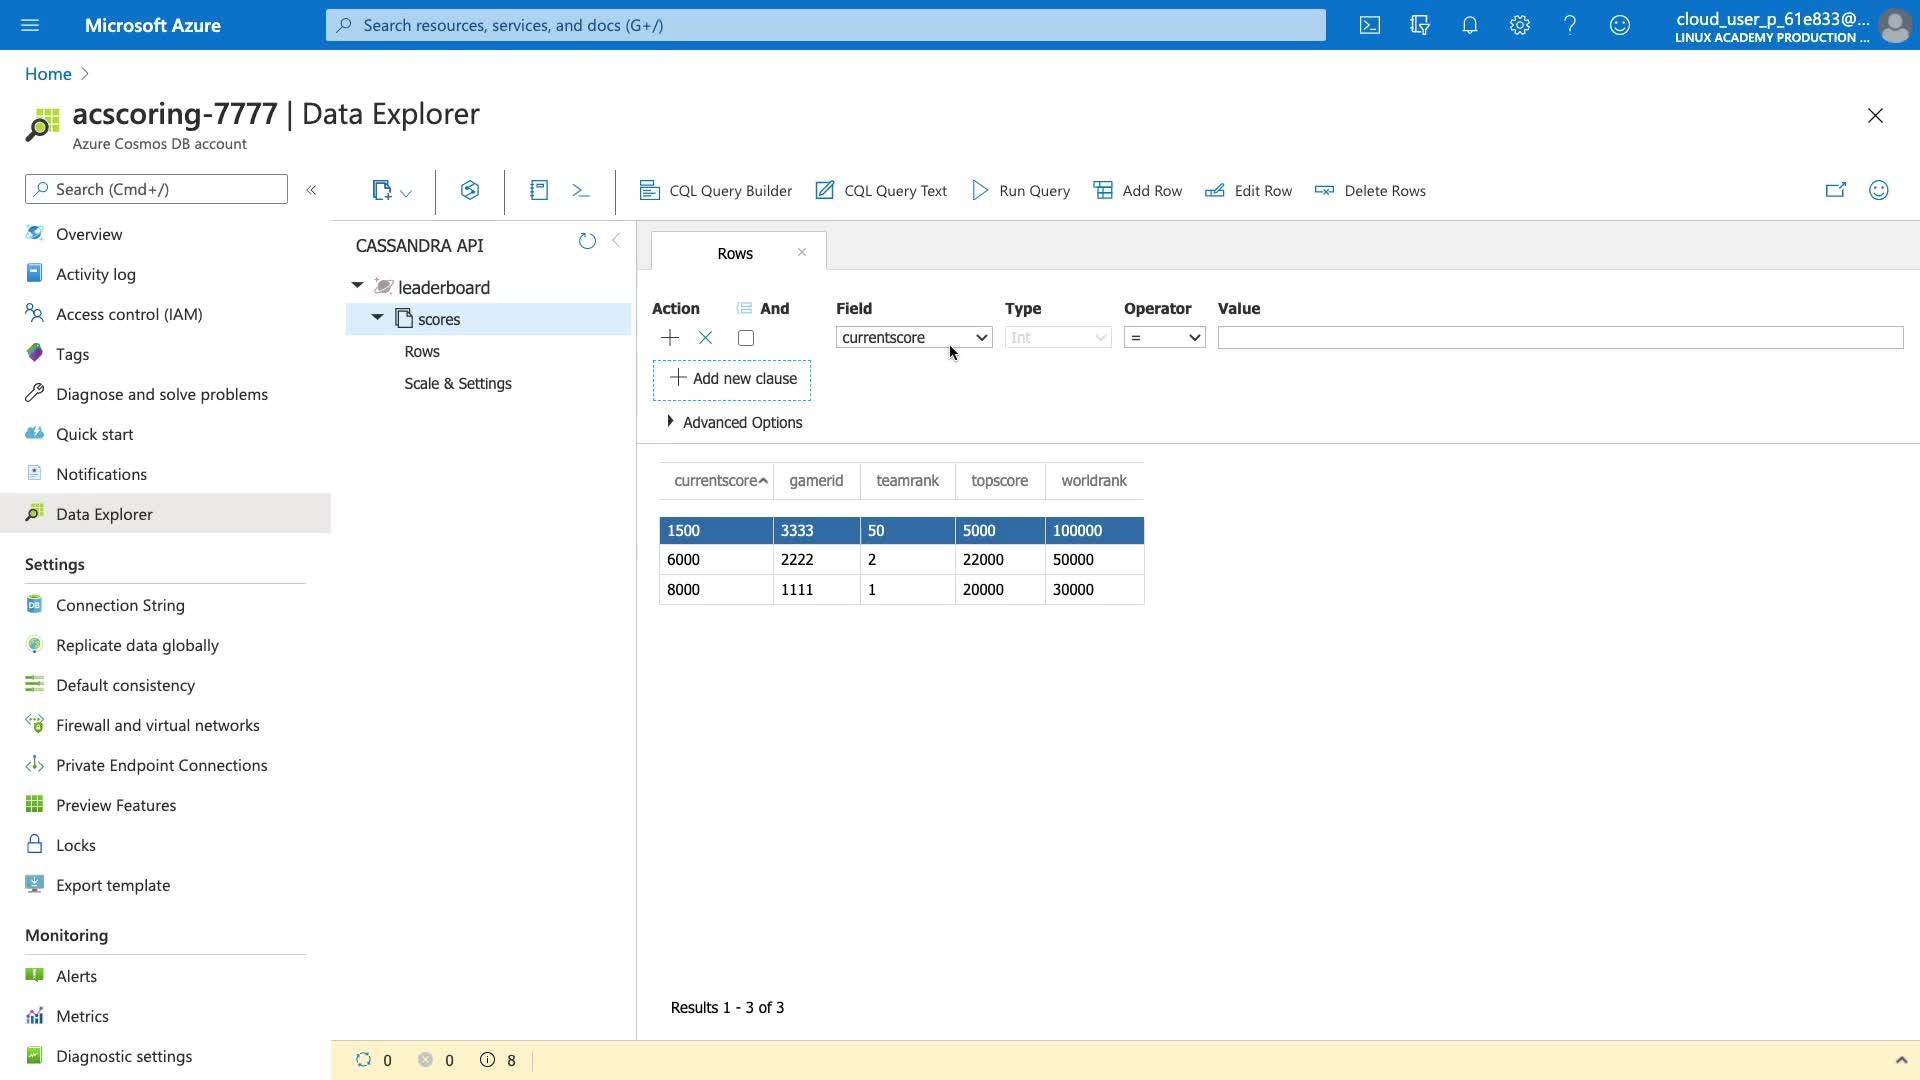 Microsoft Azure
Search resources, services, and docs (G+/)
cloud_user_p_61e833@...
LINUX ACADEMY PRODUCTION ...
Home
acscoring-7777 | Data Explorer
Azure Cosmos DB account
Search (Cmd+/)
Overview
Activity log
Access control (IAM)
Tags
Diagnose and solve problems
Quick start
Notifications
Data Explorer
Settings
Connection String
Replicate data globally
Default consistency
Firewall and virtual networks
Private Endpoint Connections
Preview Features
Locks
Export template
Monitoring
Alerts
Metrics
Diagnostic settings
CQL Query Builder
CQL Query Text
Run Query
Add Row
Edit Row
Delete Rows
CASSANDRA API
leaderboard
scores
Rows
Scale & Settings
Rows
Action And Field Type Operator Value
currentscore Int =
Add new clause
Advanced Options
currentscore gamerid teamrank topscore worldrank
1500 3333 50 5000 100000
6000 2222 2 22000 50000
8000 1111 1 20000 30000
Results 1 - 3 of 3
0 0 8